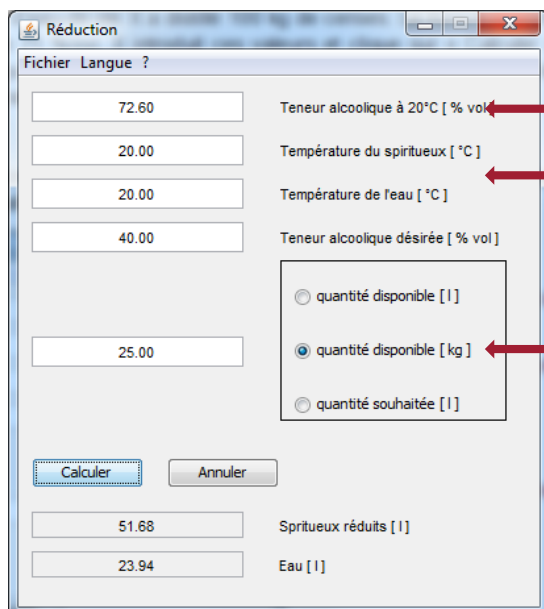 Réduction
Fichier Langue ?
72.60 Teneur alcoolique à 20°C [ % vol
20.00 Température du spiritueux [ °C ]
20.00 Température de l'eau [ °C ]
40.00 Teneur alcoolique désirée [ % vol ]
quantité disponible [ l ]
25.00 quantité disponible [ kg ]
quantité souhaitée [ l ]
Calculer Annuler
51.68 Spritueux réduits [ l ]
23.94 Eau [ l ]